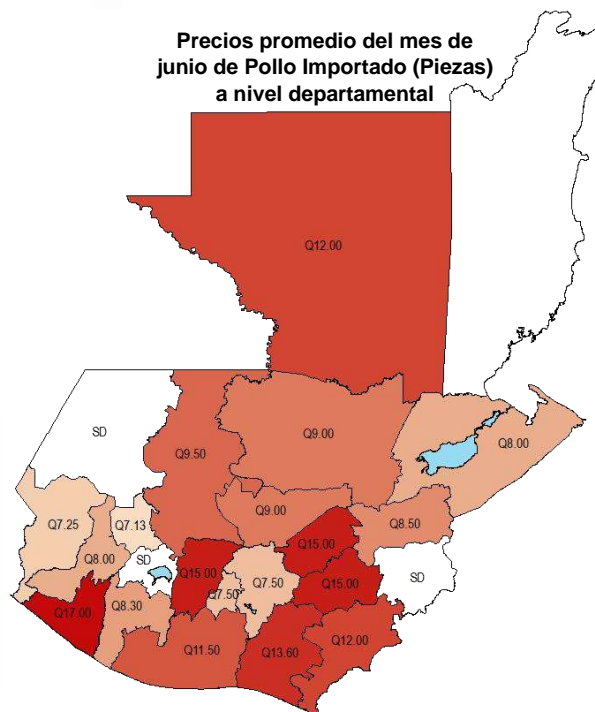 Precios promedio del mes de
junio de Pollo Importado (Piezas)
a nivel departamental
Q12.00
SD
Q9.50
Q9.00
Q8.00
Q7.25
Q7.13
Q9.00
Q8.50
Q8.00
SD
Q15.00
Q15.00
Q7.50
Q7.50
Q15.00
SD
Q17.00
Q8.30
Q11.50
Q13.60
Q12.00